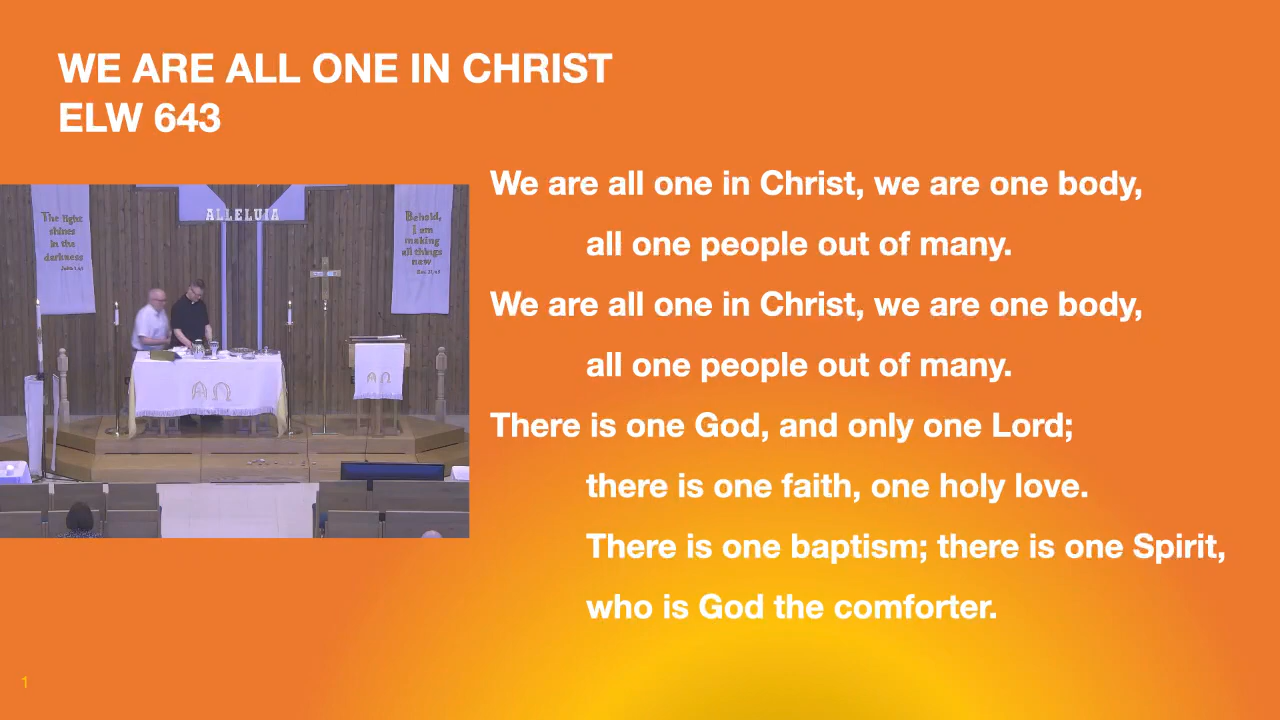 WE ARE ALL ONE IN CHRIST
ELW 643
We are all one in Christ, we are one body,
all one people out of many.
We are all one in Christ, we are one body,
all one people out of many.
There is one God, and only one Lord;
there is one faith, one holy love.
There is one baptism; there is one Spirit,
who is God the comforter.
The light
shines
in the
darkness
ALLELUIA
Behold,
I am
making
all things
new
ΑΩ
ΑΩ
1